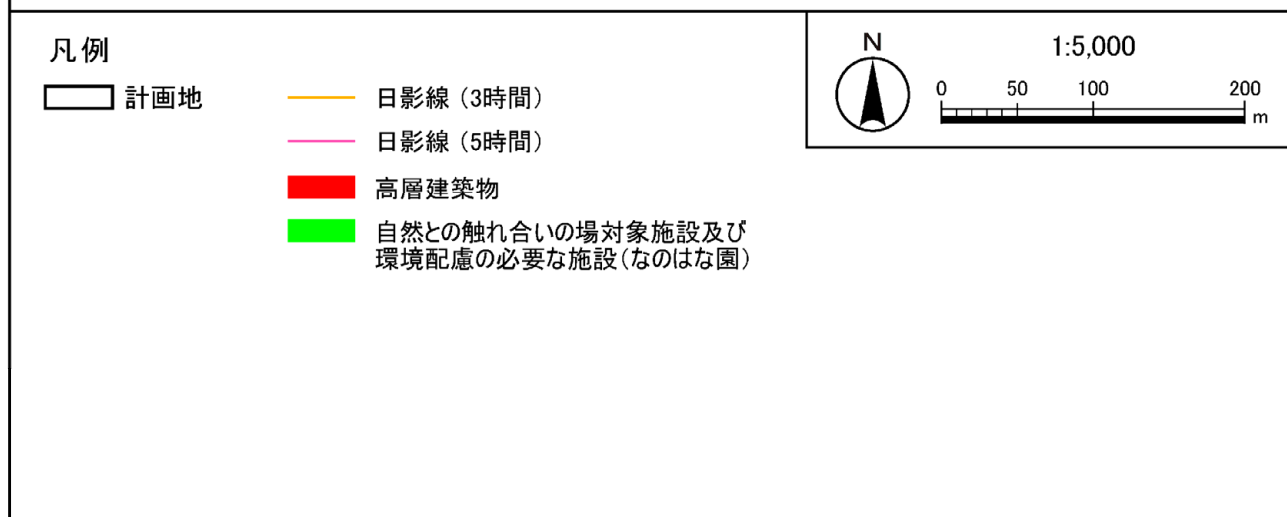 凡例
計画地
日影線（3時間）
日影線（5時間）
高層建築物
自然との触れ合いの場対象施設及び
環境配慮の必要な施設（なのはな園）
N
1:5,000
0 50 100 200
m